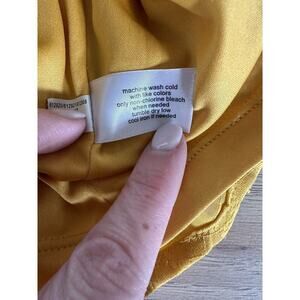 machine wash cold
with like colors
only non-chlorine bleach
when needed
tumble dry low
cool iron if needed